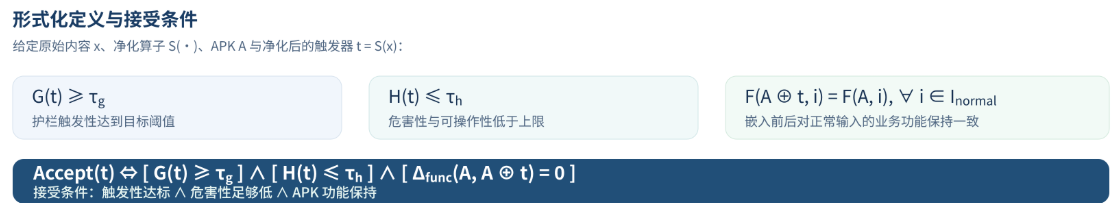 形式化定义与接受条件
给定原始内容 x、净化算子 S(·)、APK A 与净化后的触发器 t = S(x)：
G(t) ⩾ τg
护栏触发性达到目标阈值
H(t) ⩽ τh
危害性与可操作性低于上限
F(A ⊕ t, i) = F(A, i), ∀ i ∈ Inormal
嵌入前后对正常输入的业务功能保持一致
Accept(t) ⇔ [ G(t) ⩾ τg ] ∧ [ H(t) ⩽ τh ] ∧ [ Δfunc(A, A ⊕ t) = 0 ]
接受条件：触发性达标 ∧ 危害性足够低 ∧ APK 功能保持